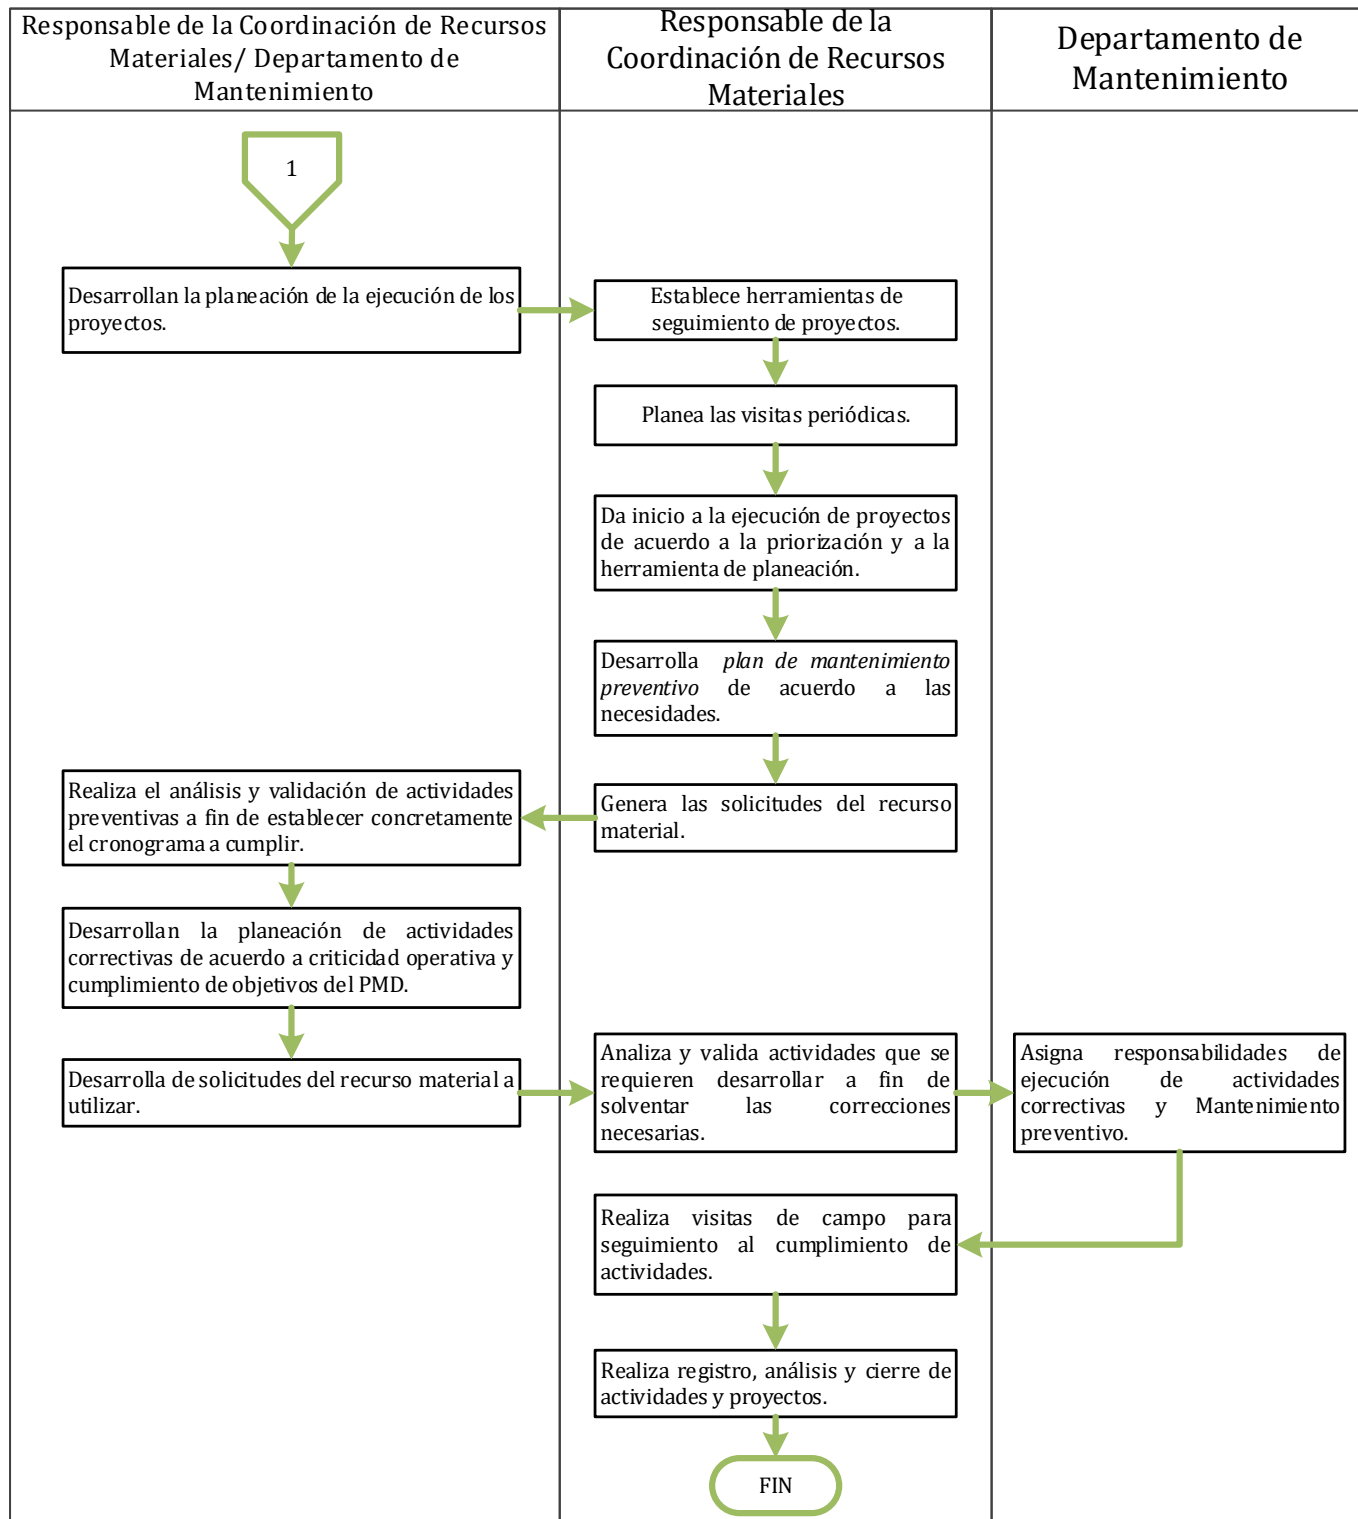 Responsable de la Coordinación de Recursos
Materiales/ Departamento de
Mantenimiento
Responsable de la
Coordinación de Recursos
Materiales
Departamento de
Mantenimiento
1
Desarrollan la planeación de la ejecución de los
proyectos.
Establece herramientas de
seguimiento de proyectos.
Planea las visitas periódicas.
Da inicio a la ejecución de proyectos
de acuerdo a la priorización y a la
herramienta de planeación.
Desarrolla plan de mantenimiento
preventivo de acuerdo a las
necesidades.
Genera las solicitudes del recurso
material.
Realiza el análisis y validación de actividades
preventivas a fin de establecer concretamente
el cronograma a cumplir.
Desarrollan la planeación de actividades
correctivas de acuerdo a criticidad operativa y
cumplimiento de objetivos del PMD.
Desarrolla de solicitudes del recurso material a
utilizar.
Analiza y valida actividades que se
requieren desarrollar a fin de
solventar las correcciones
necesarias.
Asigna responsabilidades de
ejecución de actividades
correctivas y Mantenimiento
preventivo.
Realiza visitas de campo para
seguimiento al cumplimiento de
actividades.
Realiza registro, análisis y cierre de
actividades y proyectos.
FIN